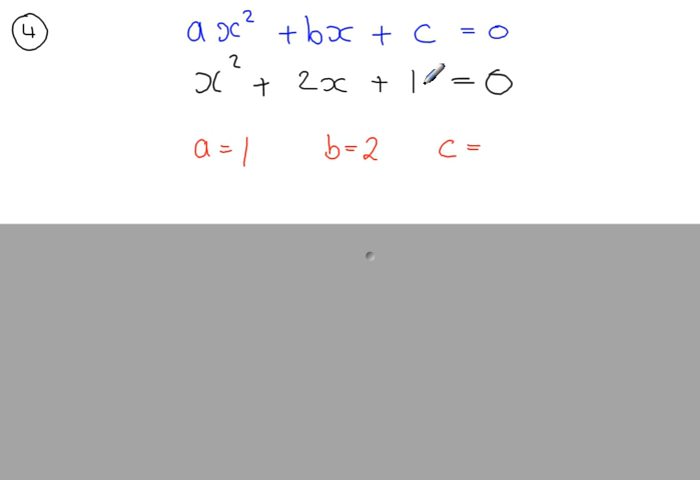 ④ ax² + bx + c = 0
x² + 2x + 1 = 0
a = 1 b = 2 c =